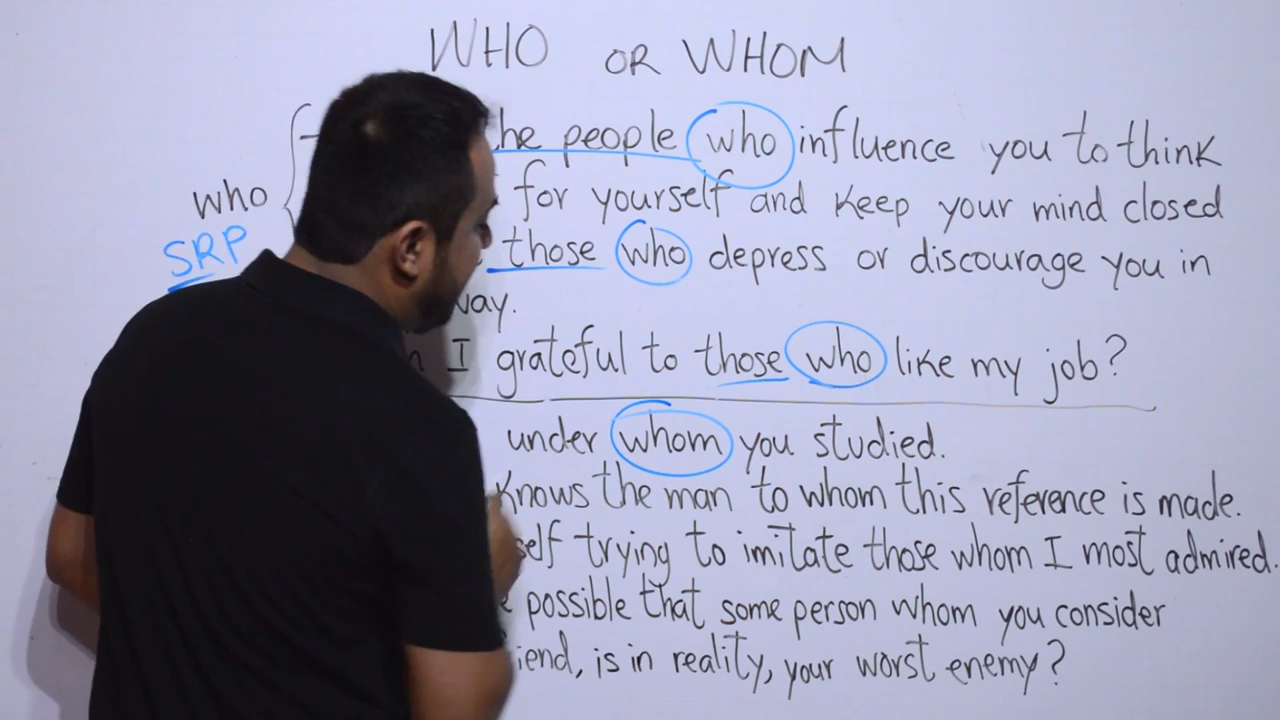 WHO OR WHOM
he people who influence you to think
who for yourself and keep your mind closed
SRP those who depress or discourage you in
way.
I grateful to those who like my job?
under whom you studied.
knows the man to whom this reference is made.
self trying to imitate those whom I most admired.
possible that some person whom you consider
iend, is in reality, your worst enemy?